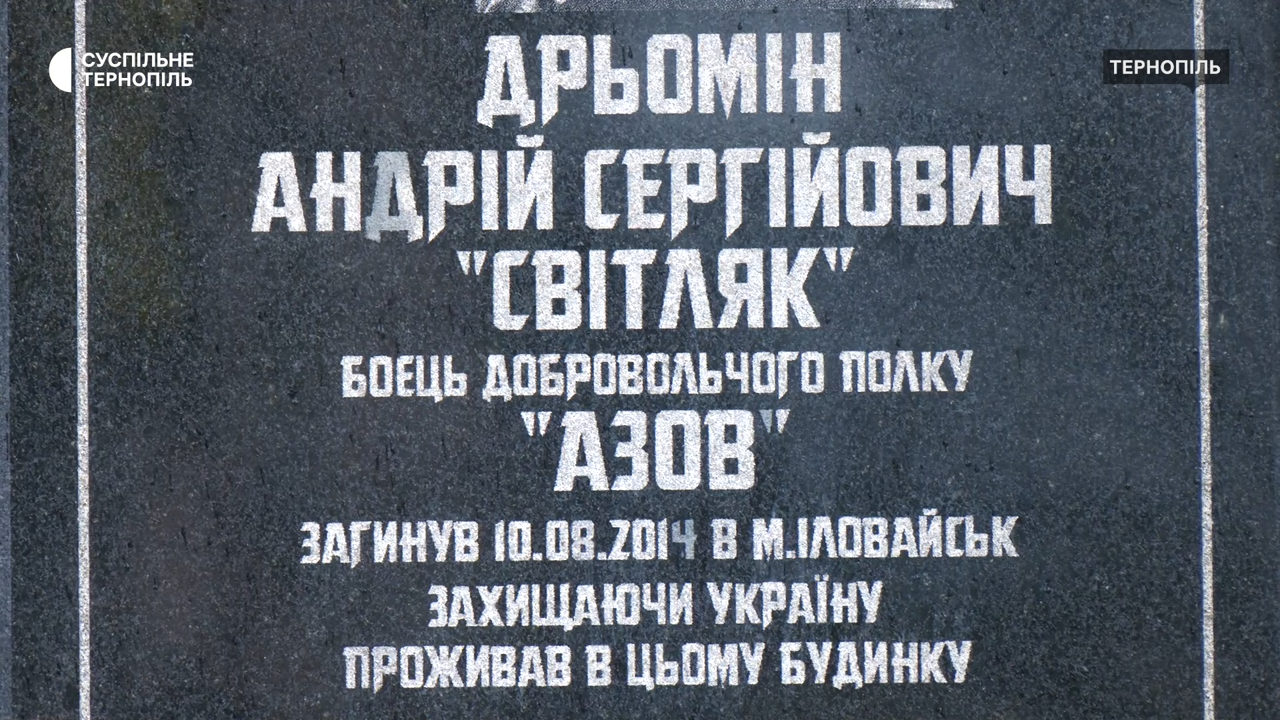 СУСПІЛЬНЕ
ТЕРНОПІЛЬ
ТЕРНОПІЛЬ
ДРЬОМІН
АНДРІЙ СЕРГІЙОВИЧ
"СВІТЛЯК"
БОЄЦЬ ДОБРОВОЛЬЧОГО ПОЛКУ
"АЗОВ"
ЗАГИНУВ 10.08.2014 В М.ІЛОВАЙСЬК
ЗАХИЩАЮЧИ УКРАЇНУ
ПРОЖИВАВ В ЦЬОМУ БУДИНКУ